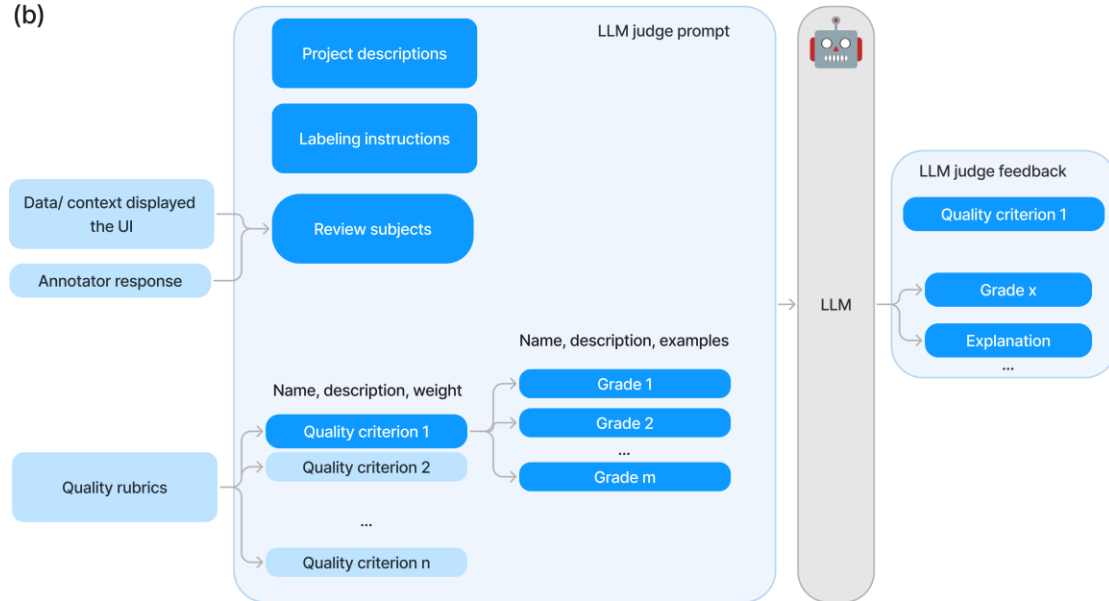 (b)
LLM judge prompt
Project descriptions
Labeling instructions
Data/ context displayed
the UI
Review subjects
Annotator response
Name, description, examples
Name, description, weight
Grade 1
Quality criterion 1
Grade 2
...
Quality criterion 2
Grade m
Quality rubrics
...
Quality criterion n
LLM
LLM judge feedback
Quality criterion 1
Grade x
Explanation
...